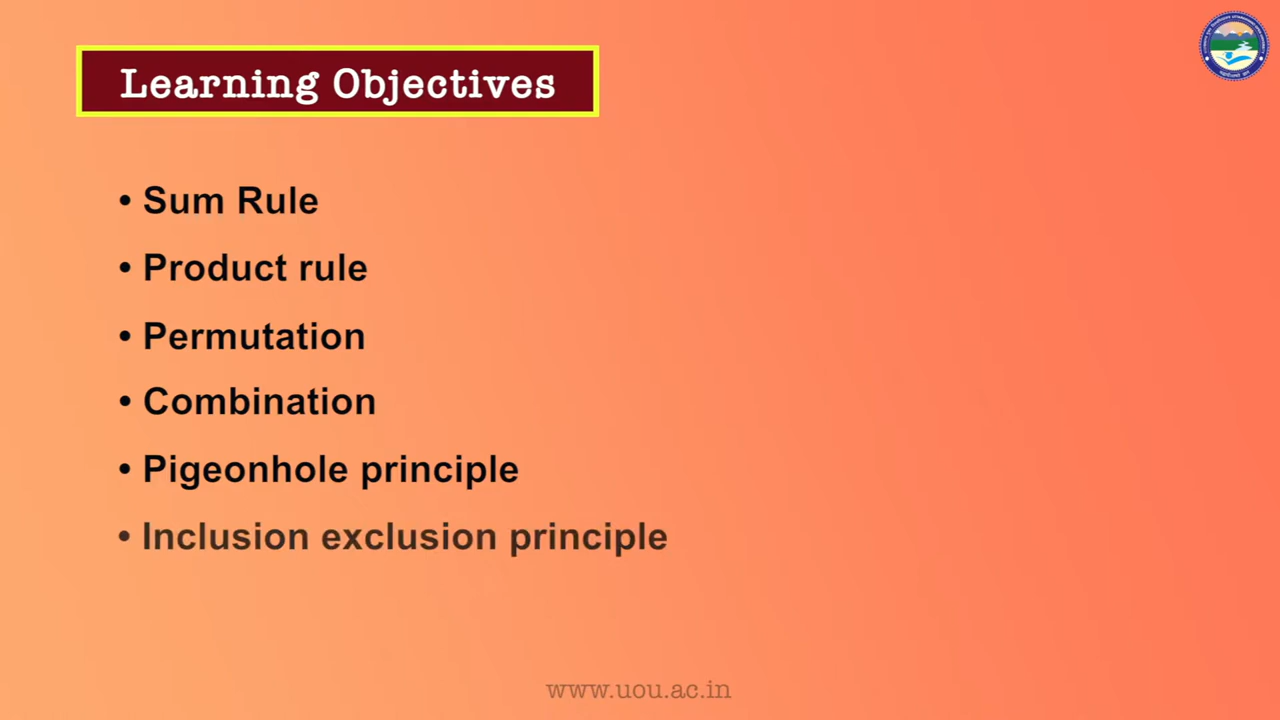 Learning Objectives
• Sum Rule
• Product rule
• Permutation
• Combination
• Pigeonhole principle
• Inclusion exclusion principle
www.uou.ac.in